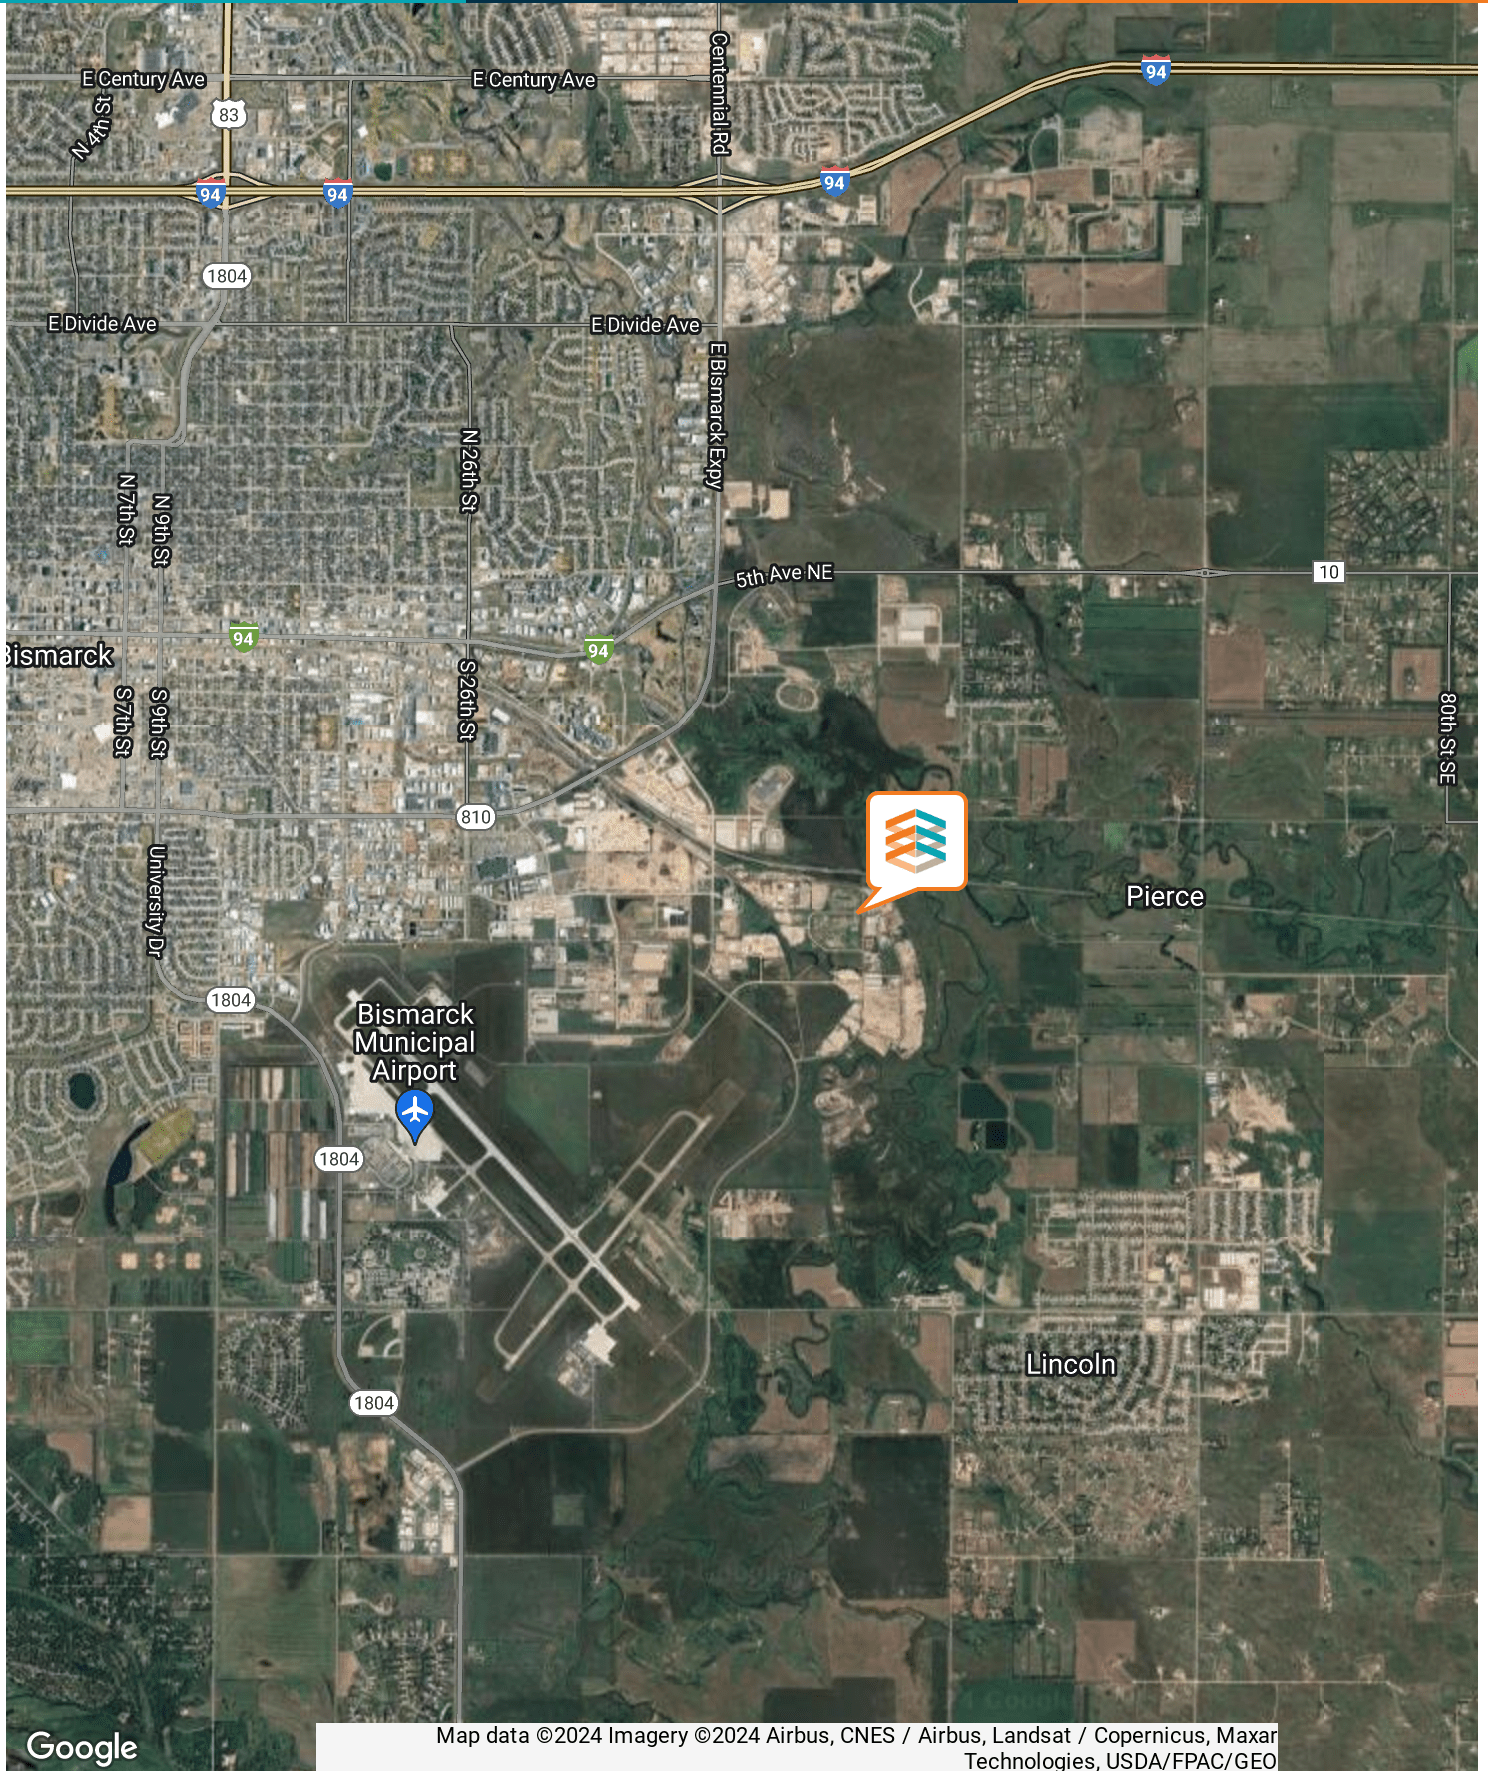 E Century Ave
E Century Ave
Centennial Rd
94
N 4th St
83
94
94
94
1804
E Divide Ave
E Divide Ave
E Bismarck Expy
N 26th St
N 7th St
N 9th St
5th Ave NE
10
94
94
Bismarck
S 7th St
S 9th St
S 26th St
80th St SE
810
University Dr
Pierce
1804
Bismarck
Municipal
Airport
1804
Lincoln
1804
Google
Map data ©2024 Imagery ©2024 Airbus, CNES / Airbus, Landsat / Copernicus, Maxar
Technologies, USDA/FPAC/GEO